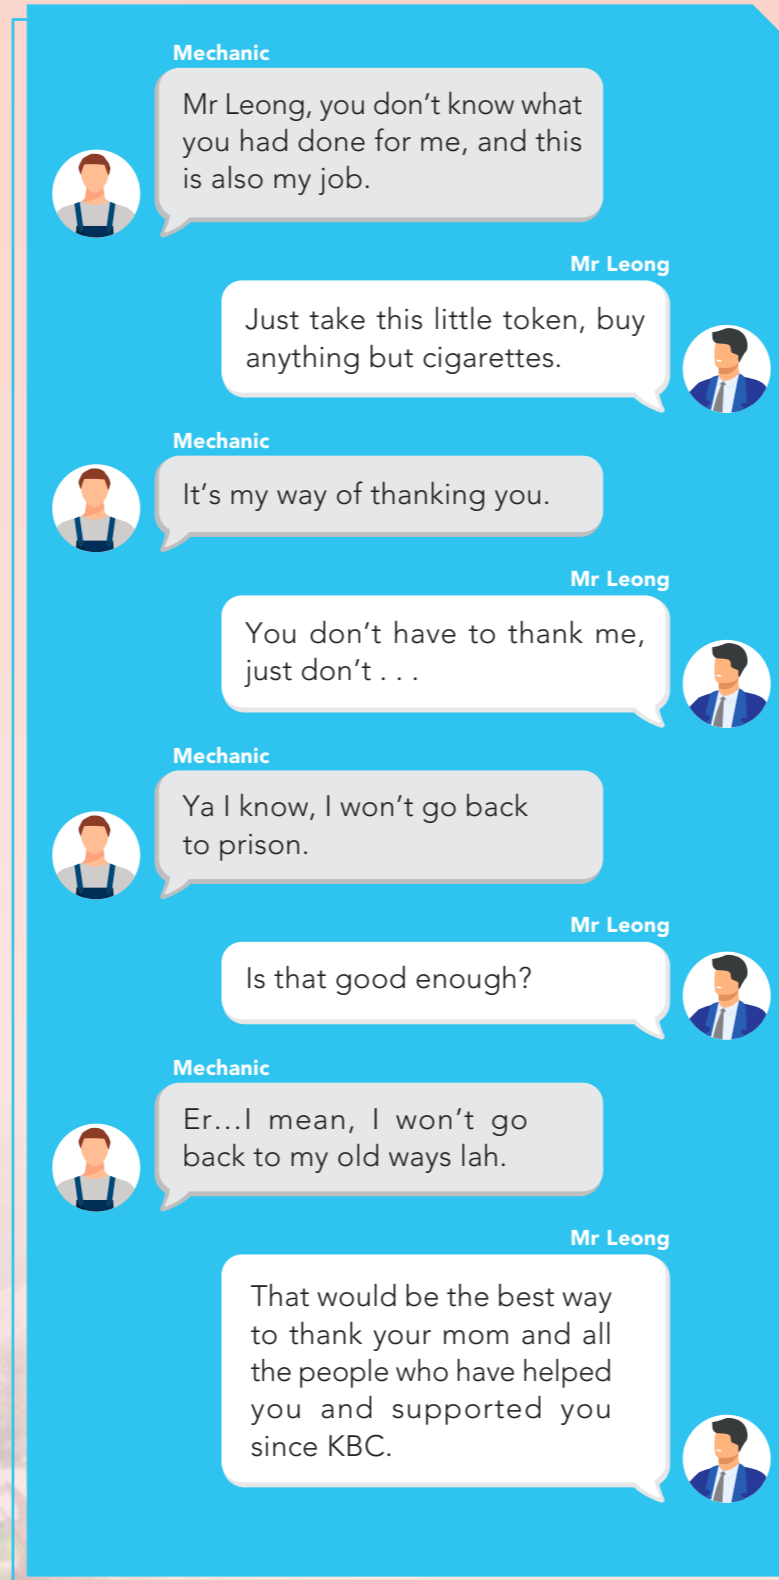 Mechanic
Mr Leong, you don't know what
you had done for me, and this
is also my job.
Mr Leong
Just take this little token, buy
anything but cigarettes.
Mechanic
It's my way of thanking you.
Mr Leong
You don't have to thank me,
just don't . . .
Mechanic
Ya I know, I won't go back
to prison.
Mr Leong
Is that good enough?
Mechanic
Er...I mean, I won't go
back to my old ways lah.
Mr Leong
That would be the best way
to thank your mom and all
the people who have helped
you and supported you
since KBC.